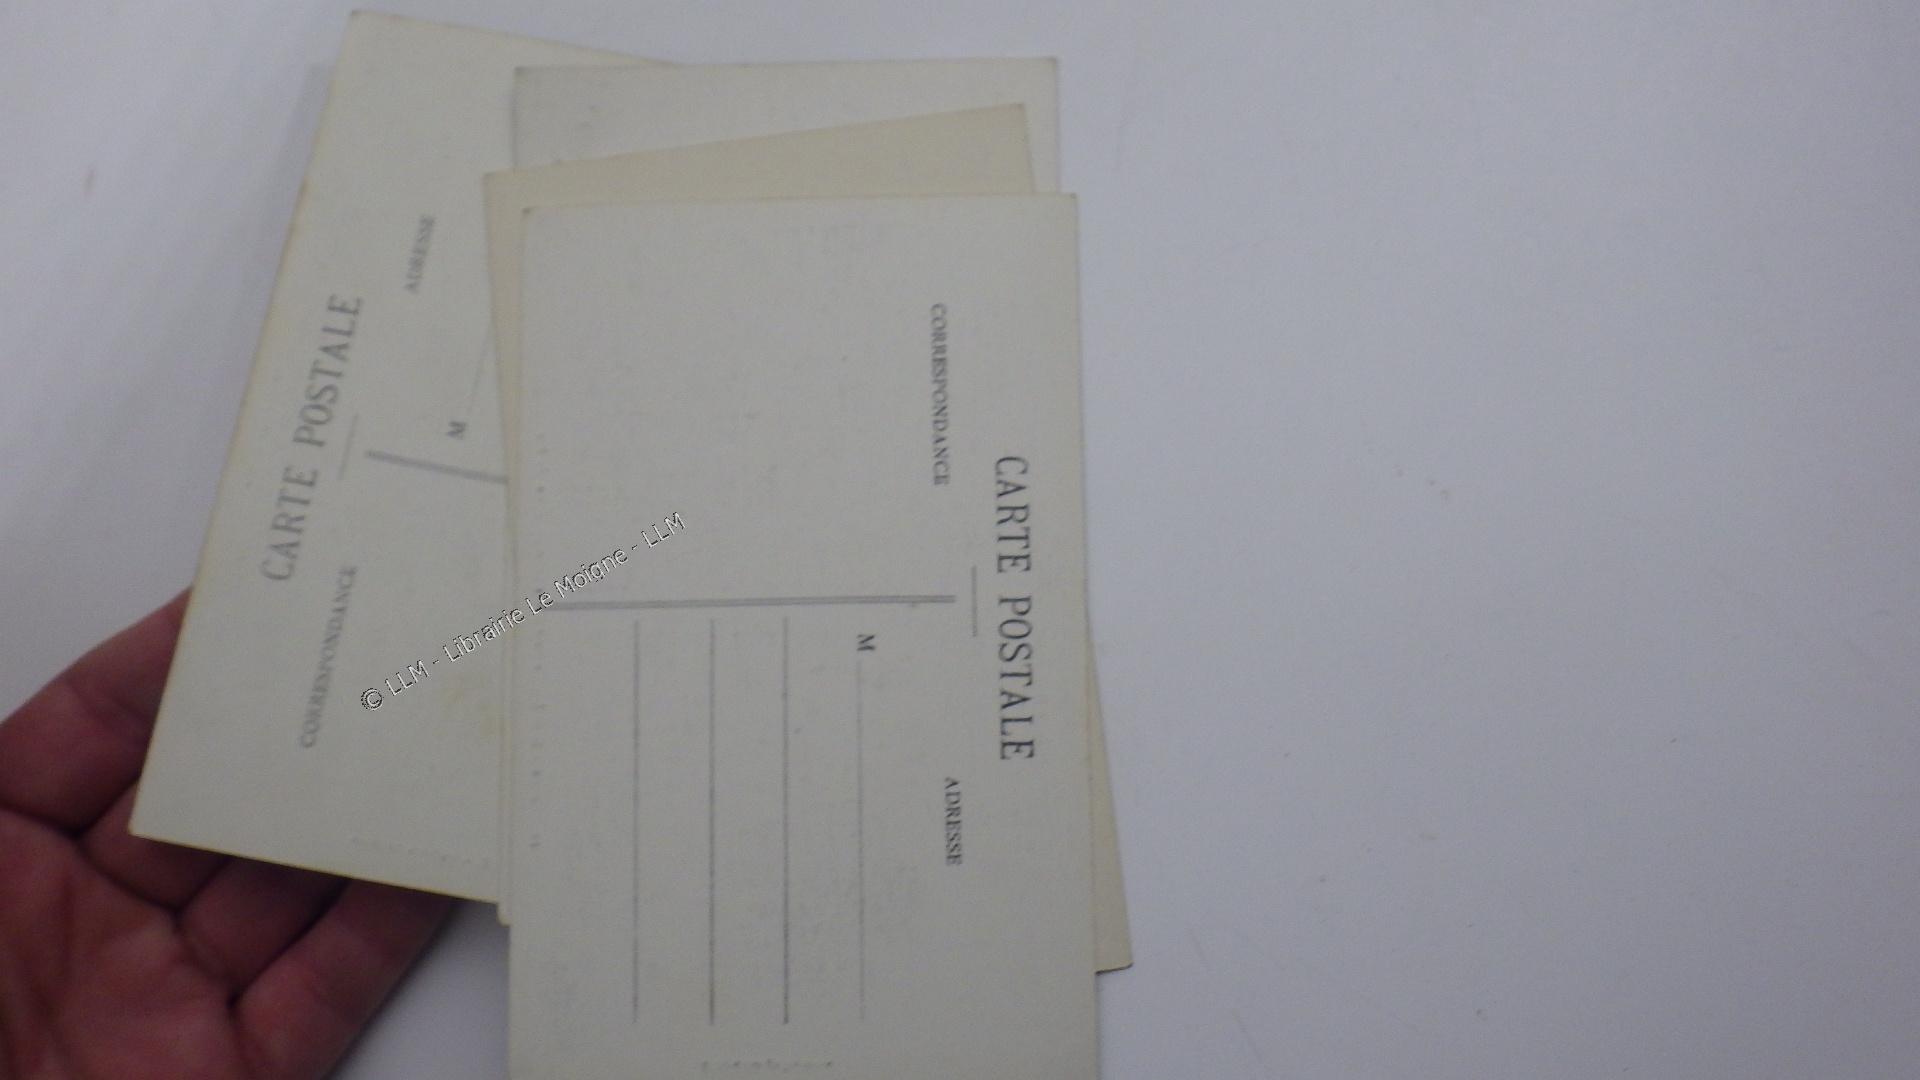 CARTE POSTALE
ADRESSE
M
CORRESPONDANCE
CARTE POSTALE
CORRESPONDANCE
ADRESSE
M
© LLM - Librairie Le Moigne - LLM